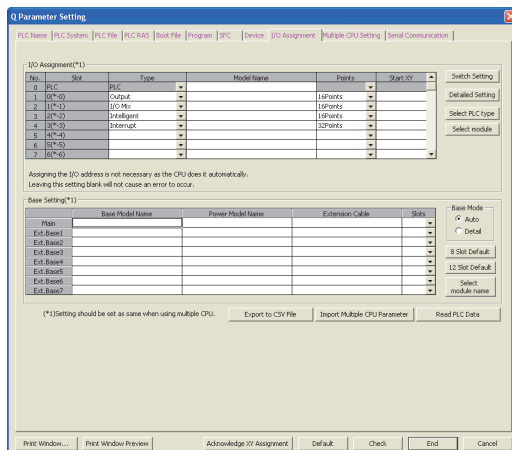 Q Parameter Setting
PLC Name PLC System PLC File PLC RAS Boot File Program SFC Device I/O Assignment Multiple CPU Setting Serial Communication
I/O Assignment(*1)
No. Slot Type Model Name Points Start XY
0 PLC PLC
1 0(*-0) Output 16Points
2 1(*-1) I/O Mix 16Points
3 2(*-2) Intelligent 16Points
4 3(*-3) Interrupt 32Points
5 4(*-4)
6 5(*-5)
7 6(*-6)
Switch Setting
Detailed Setting
Select PLC type
Select module
Assigning the I/O address is not necessary as the CPU does it automatically.
Leaving this setting blank will not cause an error to occur.
Base Setting(*1)
Base Model Name Power Model Name Extension Cable Slots
Main
Ext.Base1
Ext.Base2
Ext.Base3
Ext.Base4
Ext.Base5
Ext.Base6
Ext.Base7
Base Mode
Auto
Detail
8 Slot Default
12 Slot Default
Select
module name
(*1)Setting should be set as same when using multiple CPU.
Export to CSV File Import Multiple CPU Parameter Read PLC Data
Print Window... Print Window Preview Acknowledge XY Assignment Default Check End Cancel